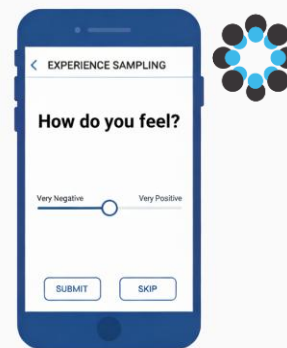 EXPERIENCE SAMPLING
How do you feel?
Very Negative Very Positive
SUBMIT SKIP